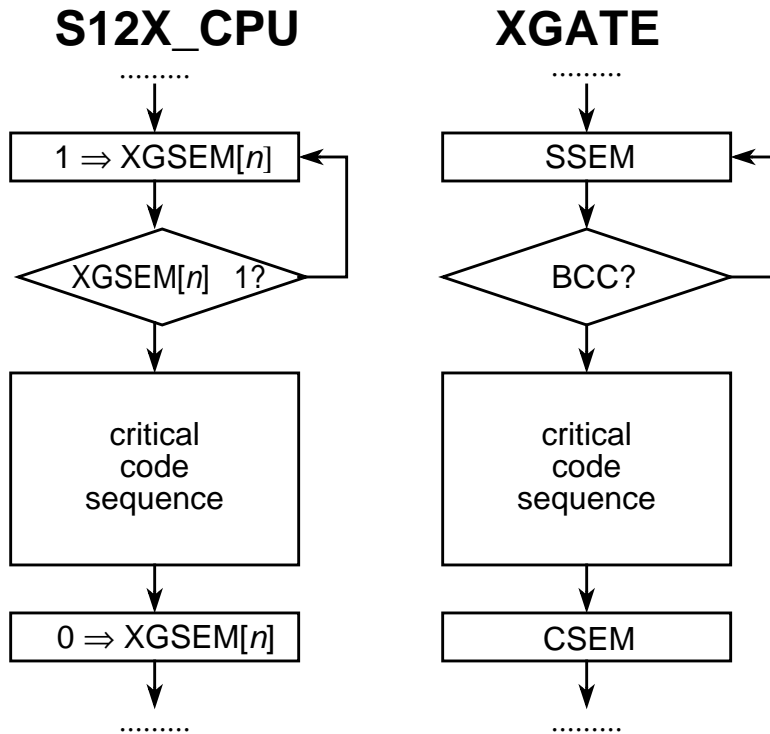 S12X_CPU
.........
1 ⇒ XGSEM[n]
XGSEM[n] 1?
critical
code
sequence
0 ⇒ XGSEM[n]
.........
XGATE
.........
SSEM
BCC?
critical
code
sequence
CSEM
.........